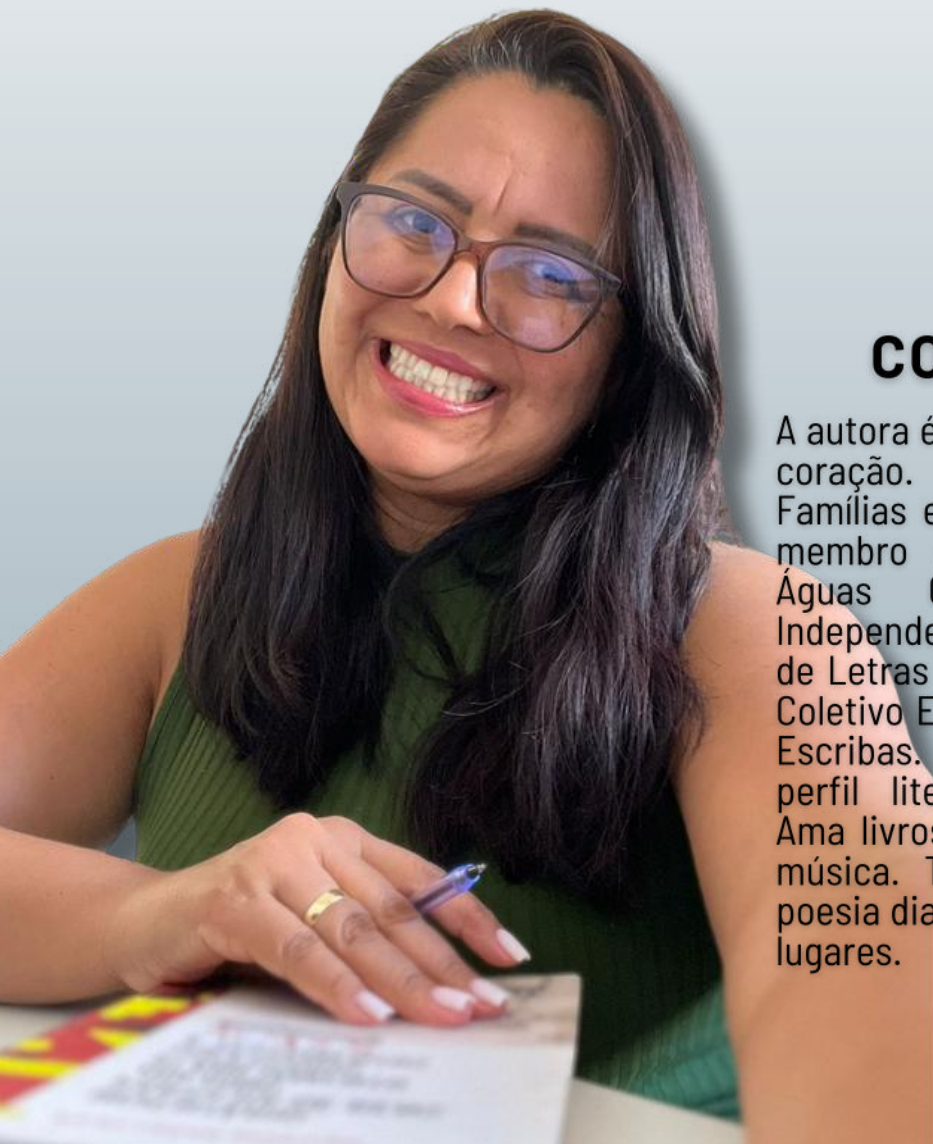 CO
A autora é
coração.
Famílias e
membro
Águas
Independe
de Letras
Coletivo E
Escribas.
perfil lite
Ama livros
música. T
poesia dia
lugares.